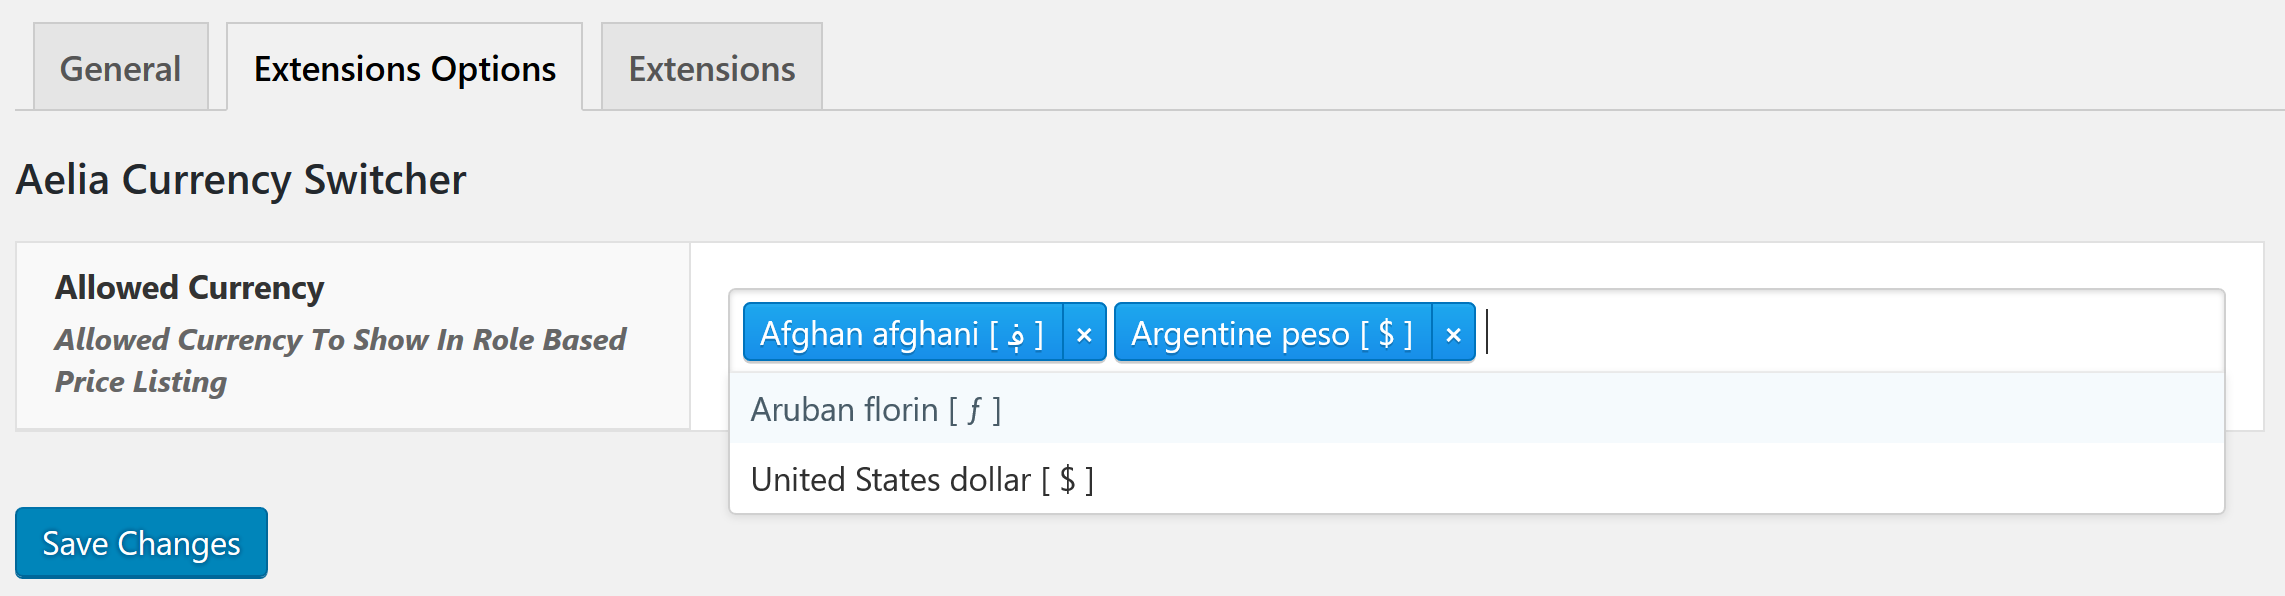 General Extensions Options Extensions
Aelia Currency Switcher
Allowed Currency
Allowed Currency To Show In Role Based
Price Listing
Afghan afghani [ ؋ ] × Argentine peso [ $ ] ×
Aruban florin [ ƒ ]
United States dollar [ $ ]
Save Changes